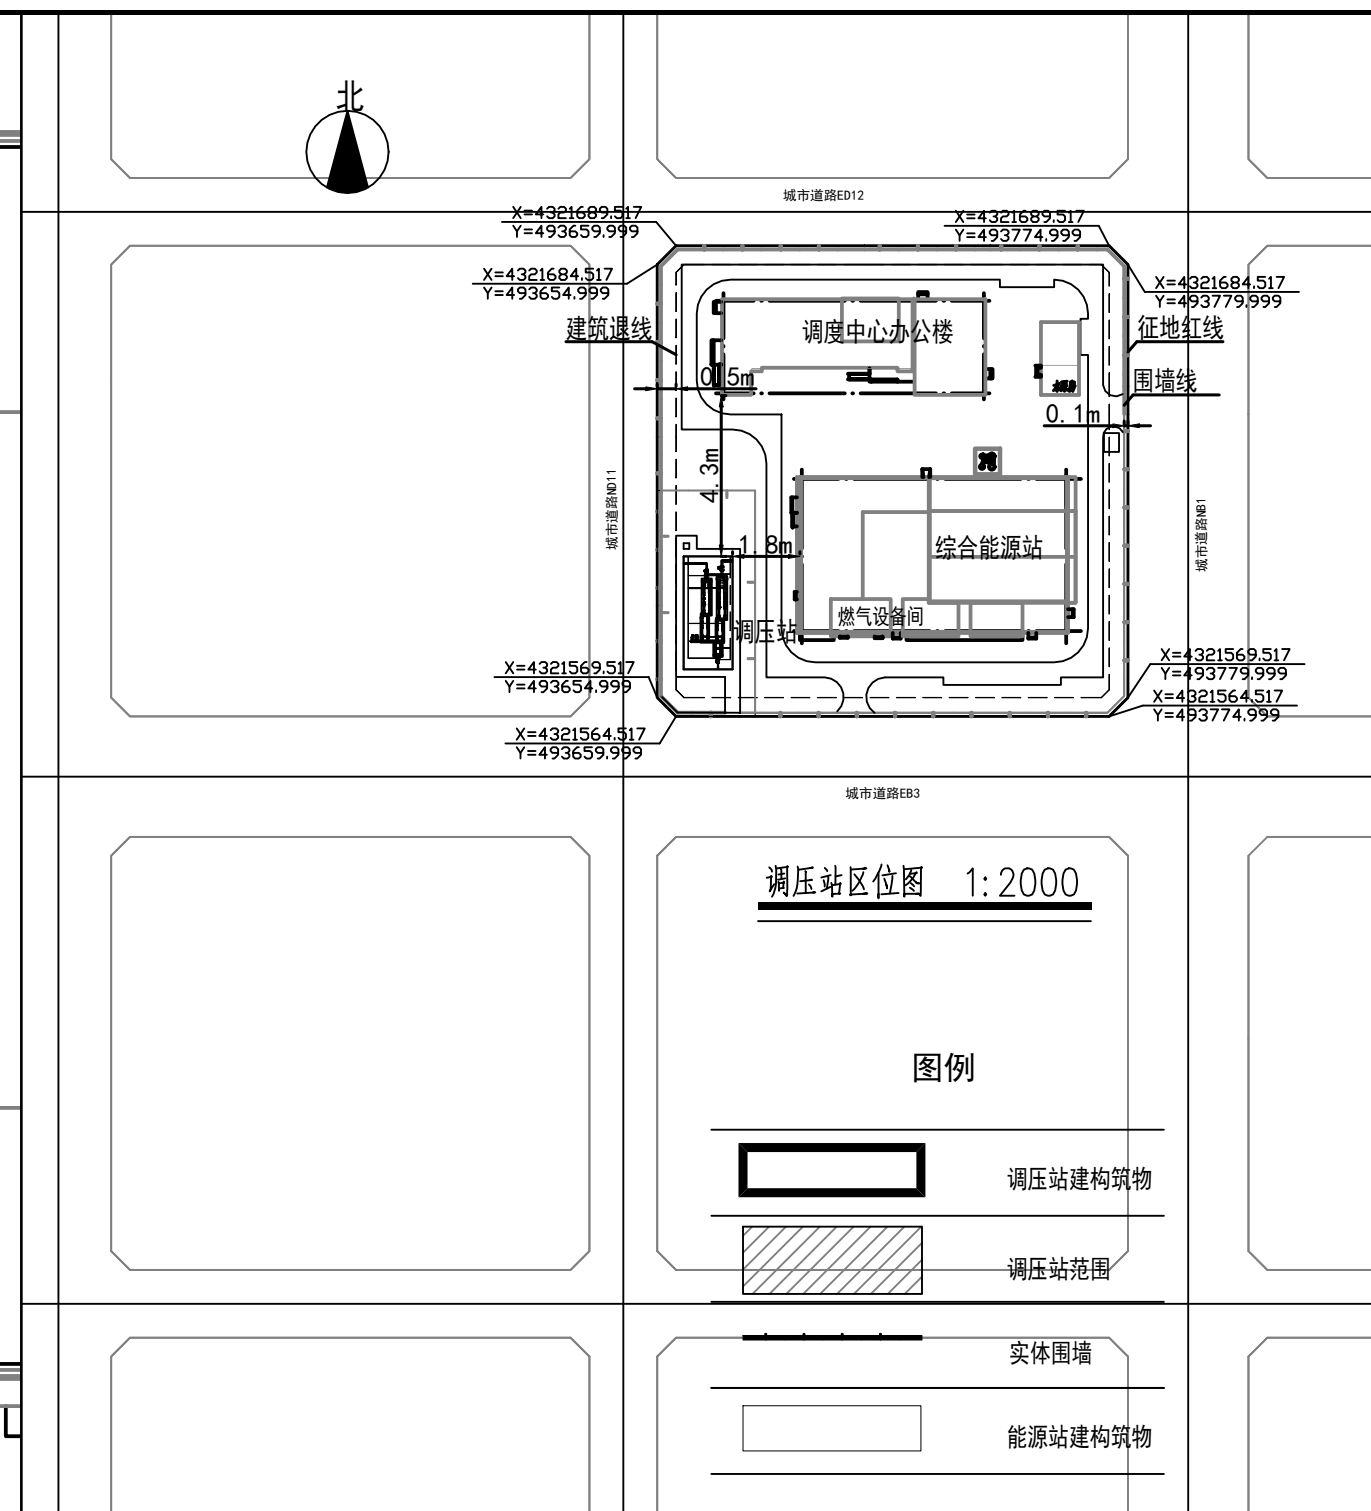 北
城市道路ED12
X=4321689.517
Y=493659.999
X=4321689.517
Y=493774.999
X=4321684.517
Y=493654.999
X=4321684.517
Y=493779.999
建筑退线
调度中心办公楼
征地红线
0.5m
围墙线
0.1m
4.3m
城市道路ND11
城市道路NB1
1.8m
综合能源站
燃气设备间
调压站
X=4321569.517
Y=493654.999
X=4321569.517
Y=493779.999
X=4321564.517
Y=493774.999
X=4321564.517
Y=493659.999
城市道路EB3
调压站区位图 1:2000
图例
调压站建构筑物
调压站范围
实体围墙
能源站建构筑物